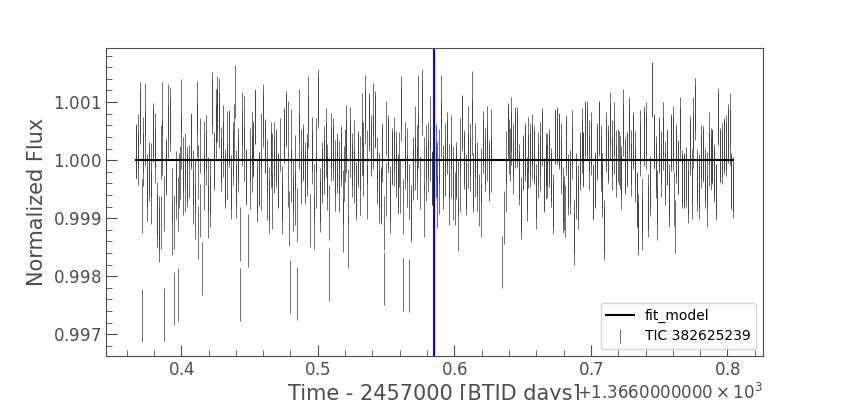 1.001
1.000
0.999
0.998
0.997
Normalized Flux
fit_model
TIC 382625239
0.4 0.5 0.6 0.7 0.8
Time - 2457000 [BTJD days]
+1.3660000000 × 10³